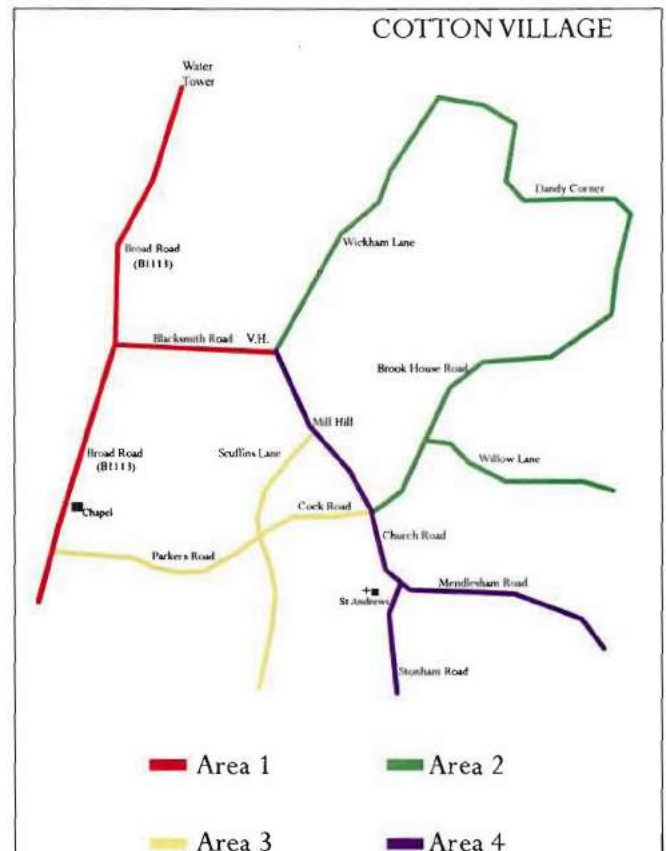 COTTON VILLAGE
Water
Tower
Dandy Corner
Broad Road
(B1113)
Wickham Lane
Blacksmith Road
V.H.
Brook House Road
Mill Hill
Broad Road
(B1113)
Scuffins Lane
Willow Lane
Chapel
Cock Road
Church Road
Parkers Road
Mendlesham Road
St Andrews
Stonham Road
Area 1
Area 2
Area 3
Area 4